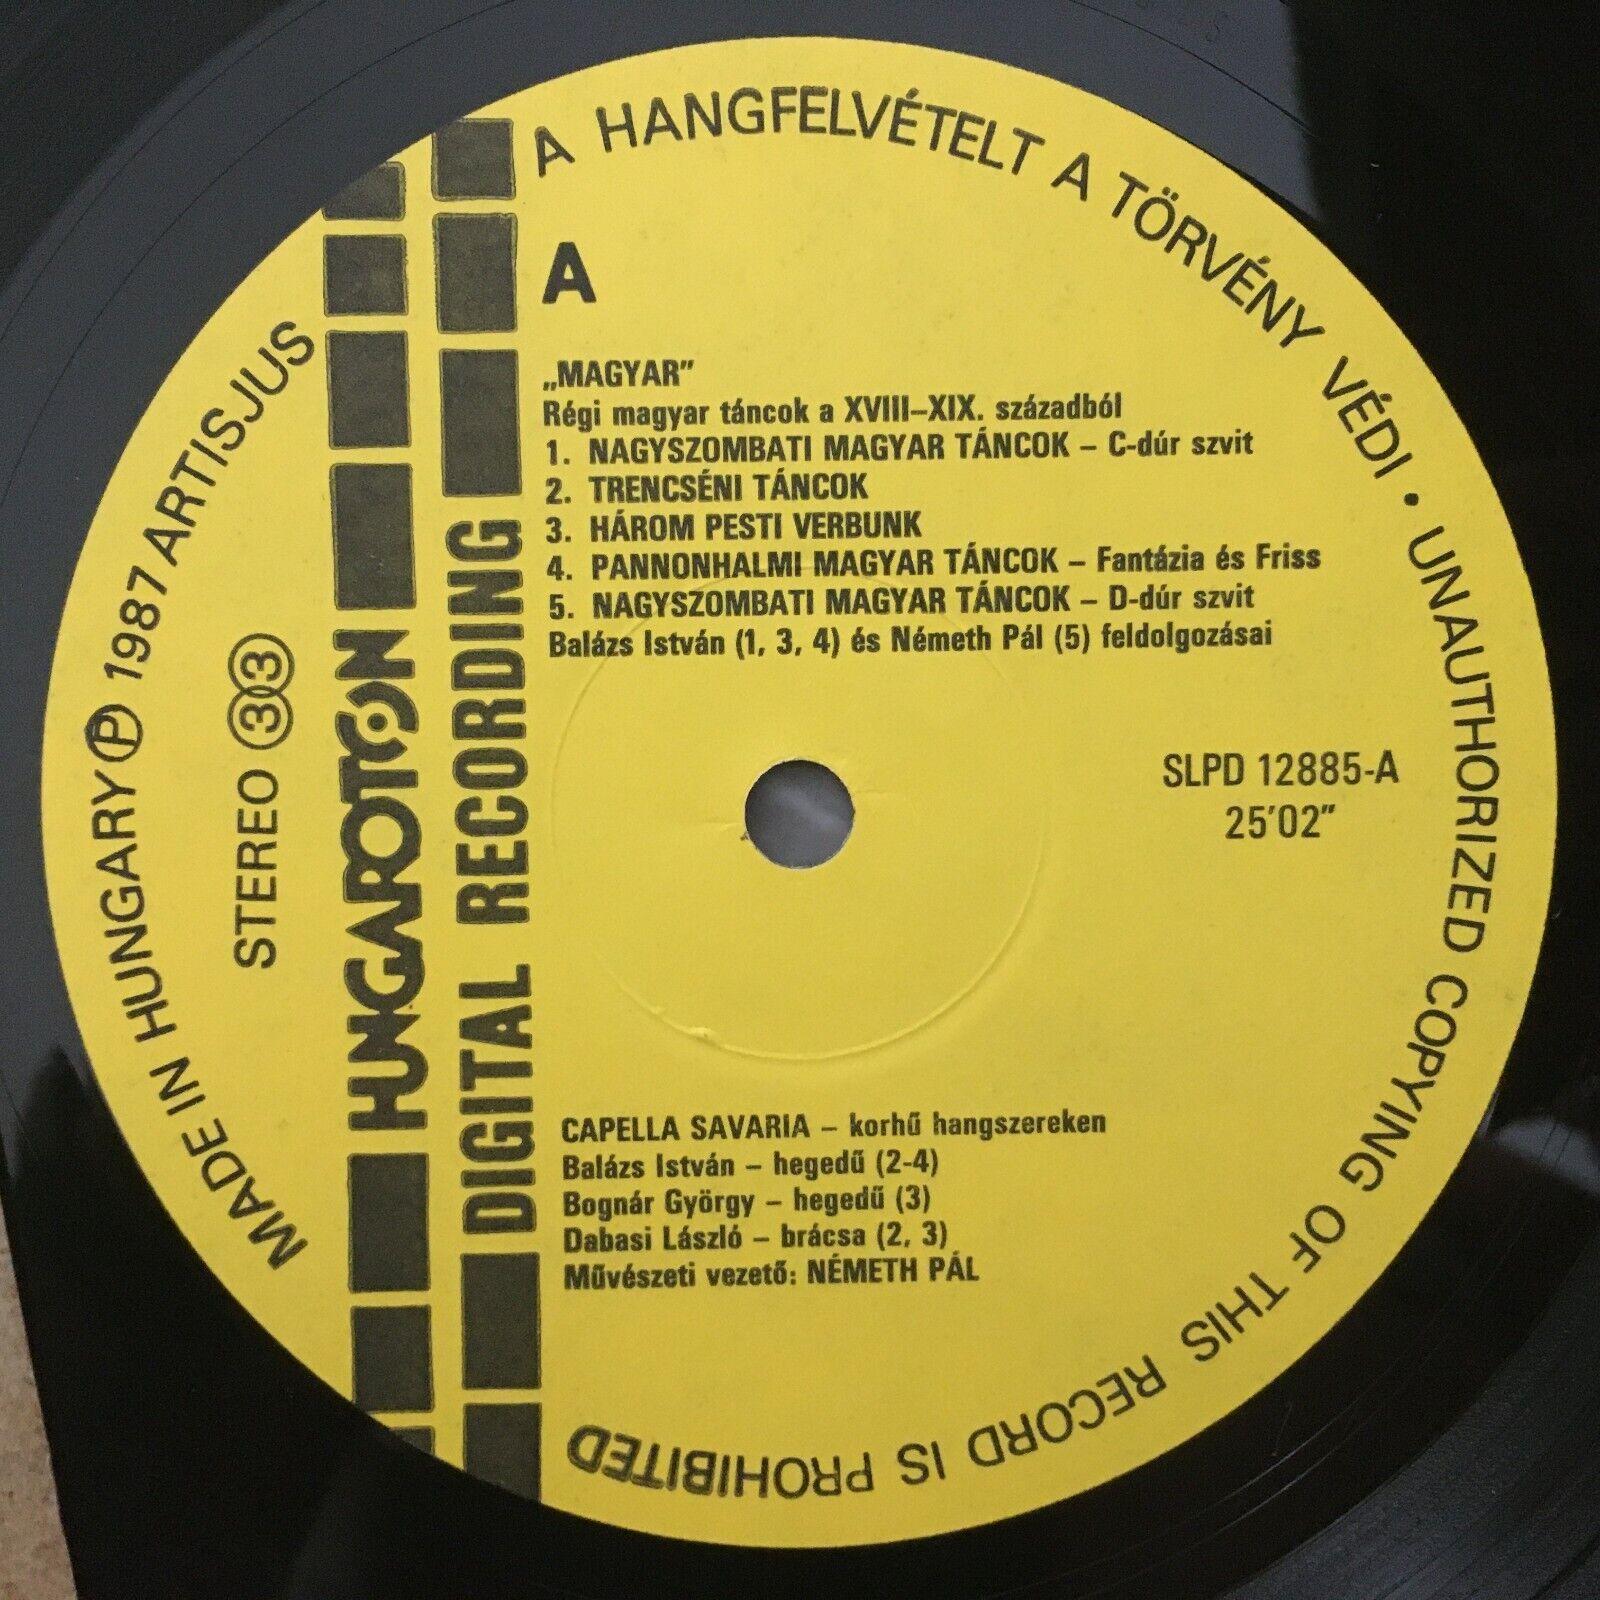 A HANGFELVÉTELT A TÖRVÉNY VÉDI • UNAUTHORIZED COPYING OF THIS RECORD IS PROHIBITED
MADE IN HUNGARY Ⓟ 1987 ARTISJUS
STEREO 33
HUNGAROTON
DIGITAL RECORDING
A
„MAGYAR”
Régi magyar táncok a XVIII–XIX. századból
1. NAGYSZOMBATI MAGYAR TÁNCOK – C-dúr szvit
2. TRENCSÉNI TÁNCOK
3. HÁROM PESTI VERBUNK
4. PANNONHALMI MAGYAR TÁNCOK – Fantázia és Friss
5. NAGYSZOMBATI MAGYAR TÁNCOK – D-dúr szvit
Balázs István (1, 3, 4) és Németh Pál (5) feldolgozásai
SLPD 12885-A
25’02”
CAPELLA SAVARIA – korhű hangszereken
Balázs István – hegedű (2-4)
Bognár György – hegedű (3)
Dabasi László – brácsa (2, 3)
Művészeti vezető: NÉMETH PÁL